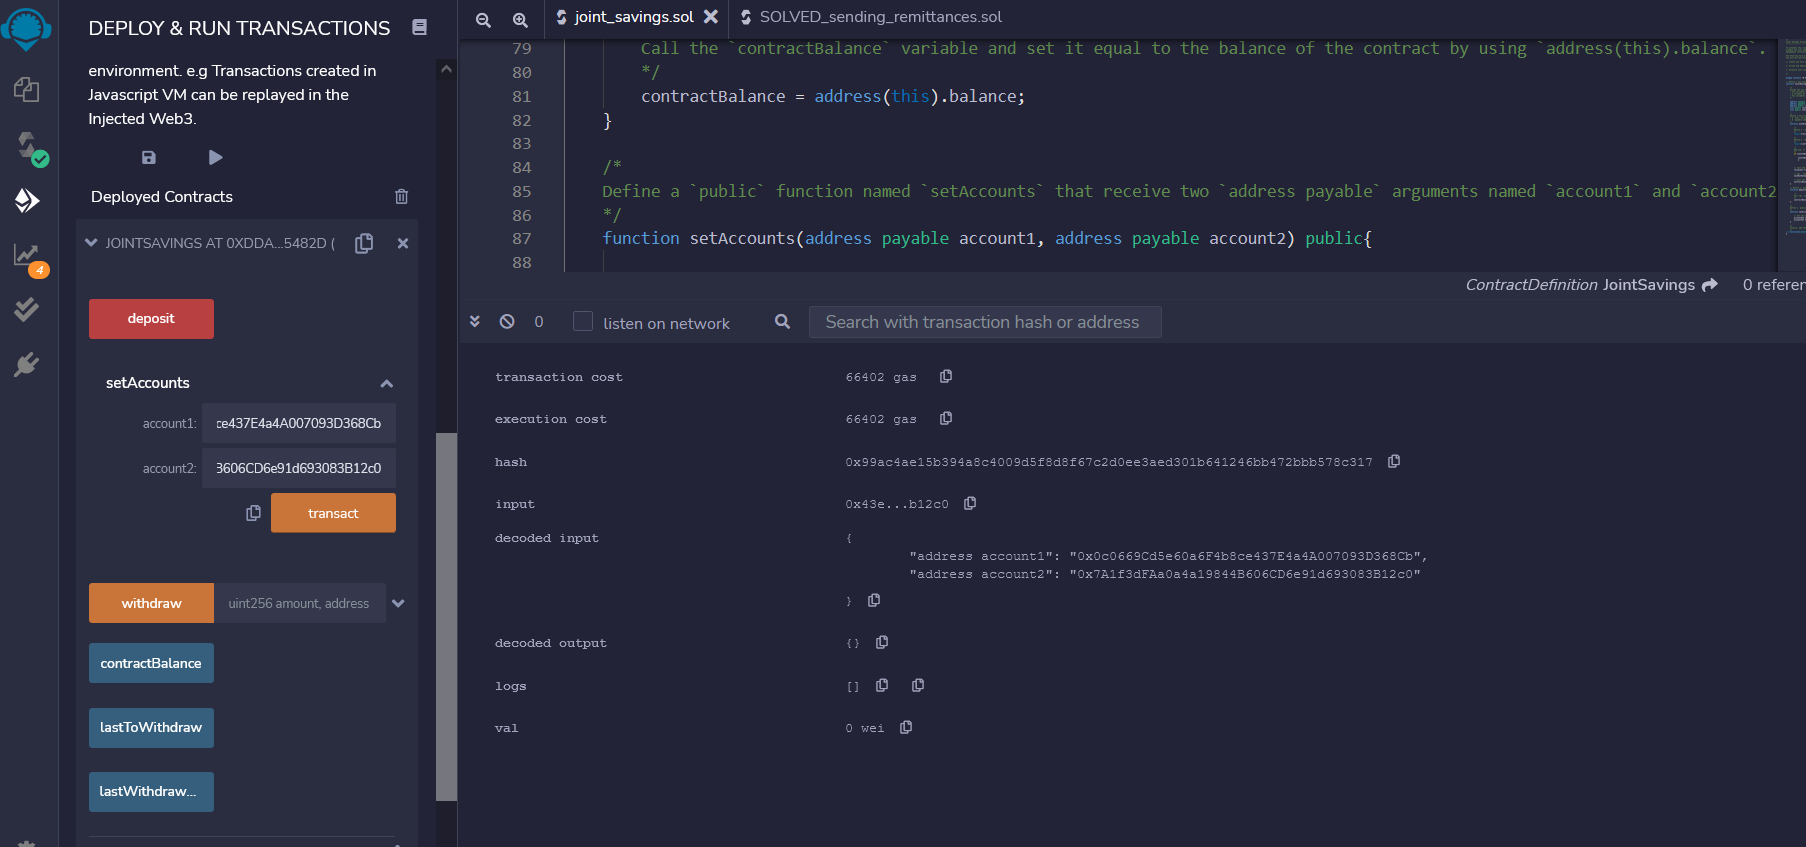 DEPLOY & RUN TRANSACTIONS
environment. e.g Transactions created in
Javascript VM can be replayed in the
Injected Web3.
Deployed Contracts
JOINTSAVINGS AT 0XDDA...5482D (
4
deposit
setAccounts
account1: ce437E4a4A007093D368Cb
account2: 3606CD6e91d693083B12c0
transact
withdraw uint256 amount, address
contractBalance
lastToWithdraw
lastWithdraw...
joint_savings.sol
SOLVED_sending_remittances.sol
79 Call the `contractBalance` variable and set it equal to the balance of the contract by using `address(this).balance`.
80 */
81 contractBalance = address(this).balance;
82 }
83
84 /*
85 Define a `public` function named `setAccounts` that receive two `address payable` arguments named `account1` and `account2
86 */
87 function setAccounts(address payable account1, address payable account2) public{
88
ContractDefinition JointSavings 0 referen
0 listen on network Search with transaction hash or address
transaction cost 66402 gas
execution cost 66402 gas
hash 0x99ac4ae15b394a8c4009d5f8d8f67c2d0ee3aed301b641246bb472bbb578c317
input 0x43e...b12c0
decoded input {
"address account1": "0x0c0669Cd5e60a6F4b8ce437E4a4A007093D368Cb",
"address account2": "0x7A1f3dFAa0a4a19844B606CD6e91d693083B12c0"
}
decoded output {}
logs []
val 0 wei